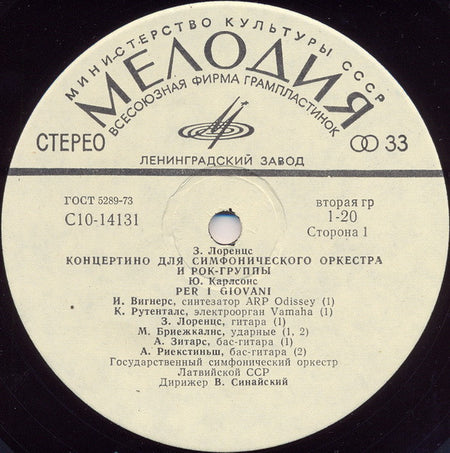 МИНИСТЕРСТВО КУЛЬТУРЫ СССР
МЕЛОДИЯ
ВСЕСОЮЗНАЯ ФИРМА ГРАМПЛАСТИНОК
СТЕРЕО
33
ЛЕНИНГРАДСКИЙ ЗАВОД
ГОСТ 5289-73
вторая гр
С10-14131
1-20
Сторона 1
З. Лоренцс
КОНЦЕРТИНО ДЛЯ СИМФОНИЧЕСКОГО ОРКЕСТРА
И РОК-ГРУППЫ
Ю. Карлсонс
PER I GIOVANI
И. Вигнерс, синтезатор ARP Odissey (1)
К. Рутенталс, электроорган Vamaha (1)
З. Лоренцс, гитара (1)
М. Бриежкалнс, ударные (1, 2)
А. Зитарс, бас-гитара (1)
А. Риекстиньш, бас-гитара (2)
Государственный симфонический оркестр
Латвийской ССР
Дирижер В. Синайский